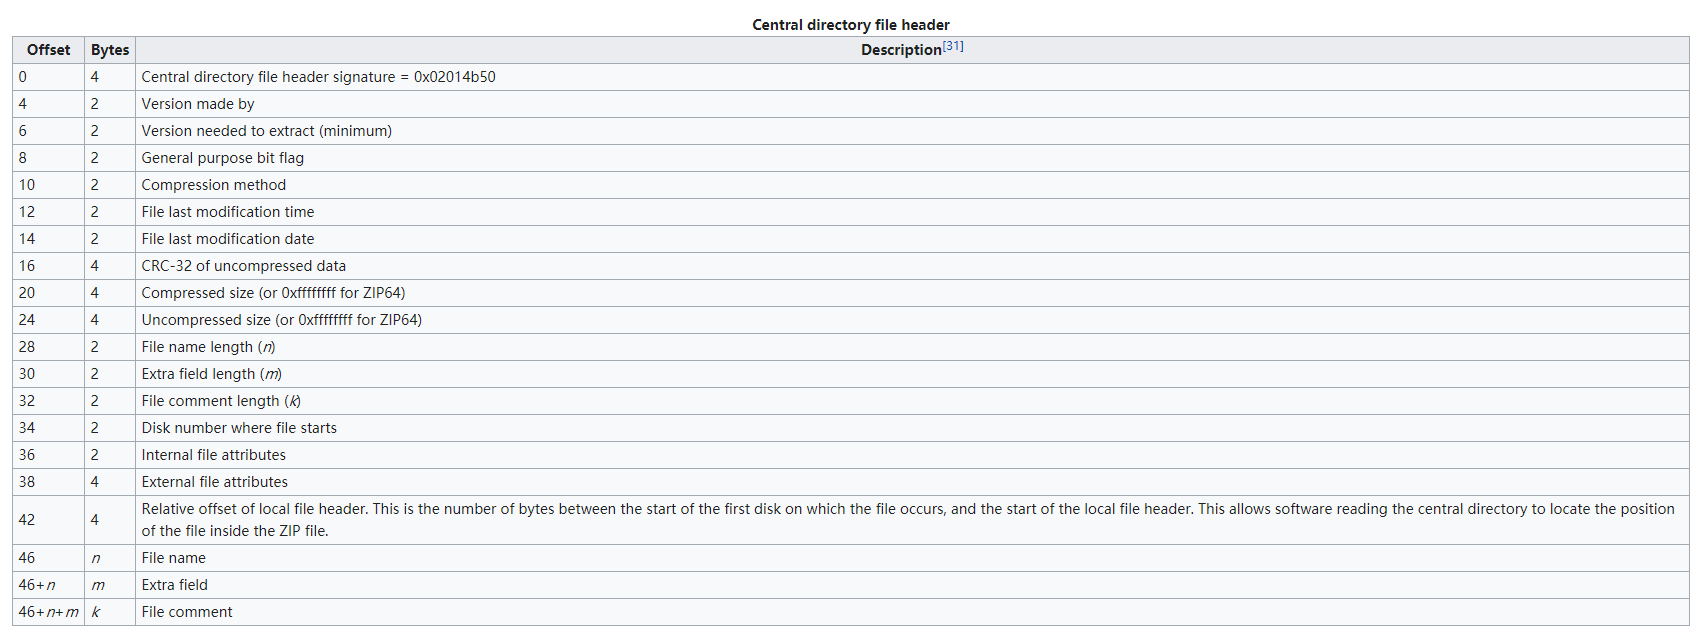 Central directory file header
Offset Bytes Description[31]
0 4 Central directory file header signature = 0x02014b50
4 2 Version made by
6 2 Version needed to extract (minimum)
8 2 General purpose bit flag
10 2 Compression method
12 2 File last modification time
14 2 File last modification date
16 4 CRC-32 of uncompressed data
20 4 Compressed size (or 0xffffffff for ZIP64)
24 4 Uncompressed size (or 0xffffffff for ZIP64)
28 2 File name length (n)
30 2 Extra field length (m)
32 2 File comment length (k)
34 2 Disk number where file starts
36 2 Internal file attributes
38 4 External file attributes
42 4 Relative offset of local file header. This is the number of bytes between the start of the first disk on which the file occurs, and the start of the local file header. This allows software reading the central directory to locate the position
of the file inside the ZIP file.
46 n File name
46+n m Extra field
46+n+m k File comment